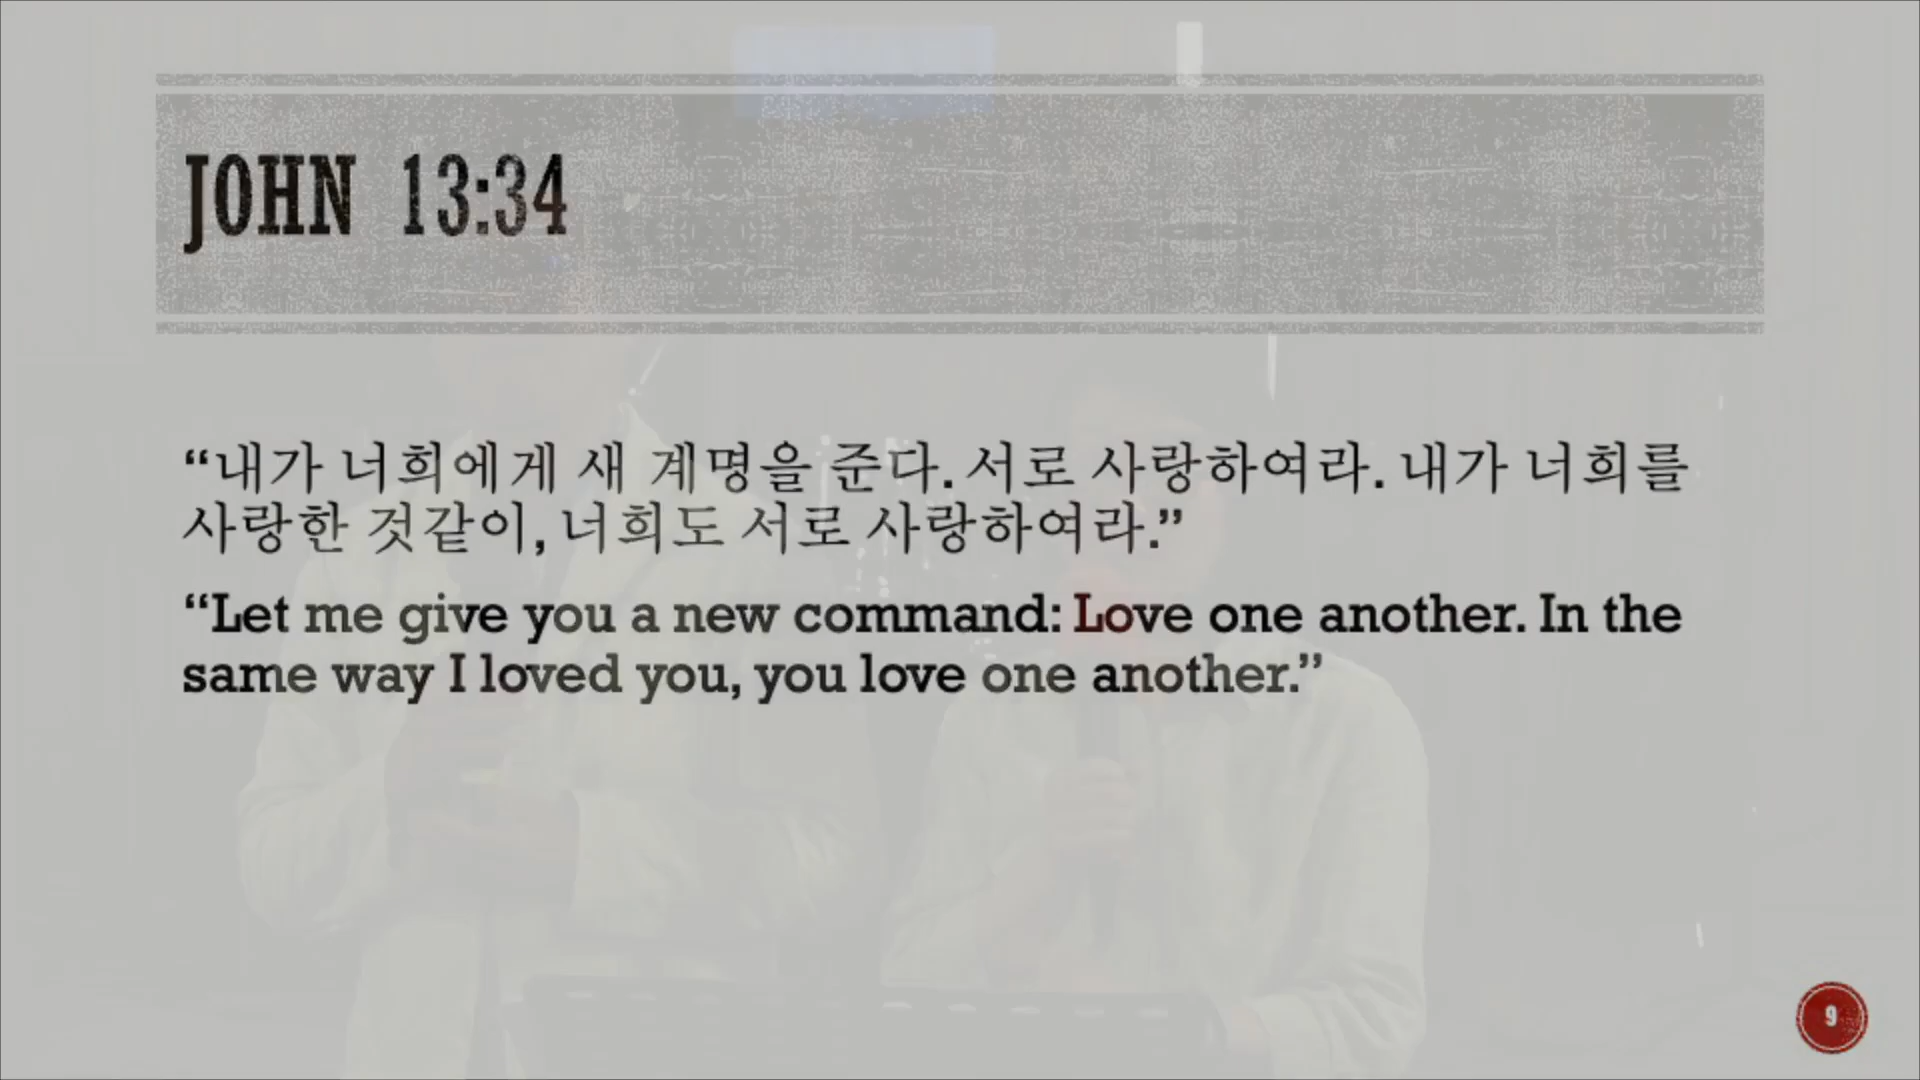 JOHN 13:34
“내가 너희에게 새 계명을 준다. 서로 사랑하여라. 내가 너희를
사랑한 것같이, 너희도 서로 사랑하여라.”
“Let me give you a new command: Love one another. In the
same way I loved you, you love one another.”
9